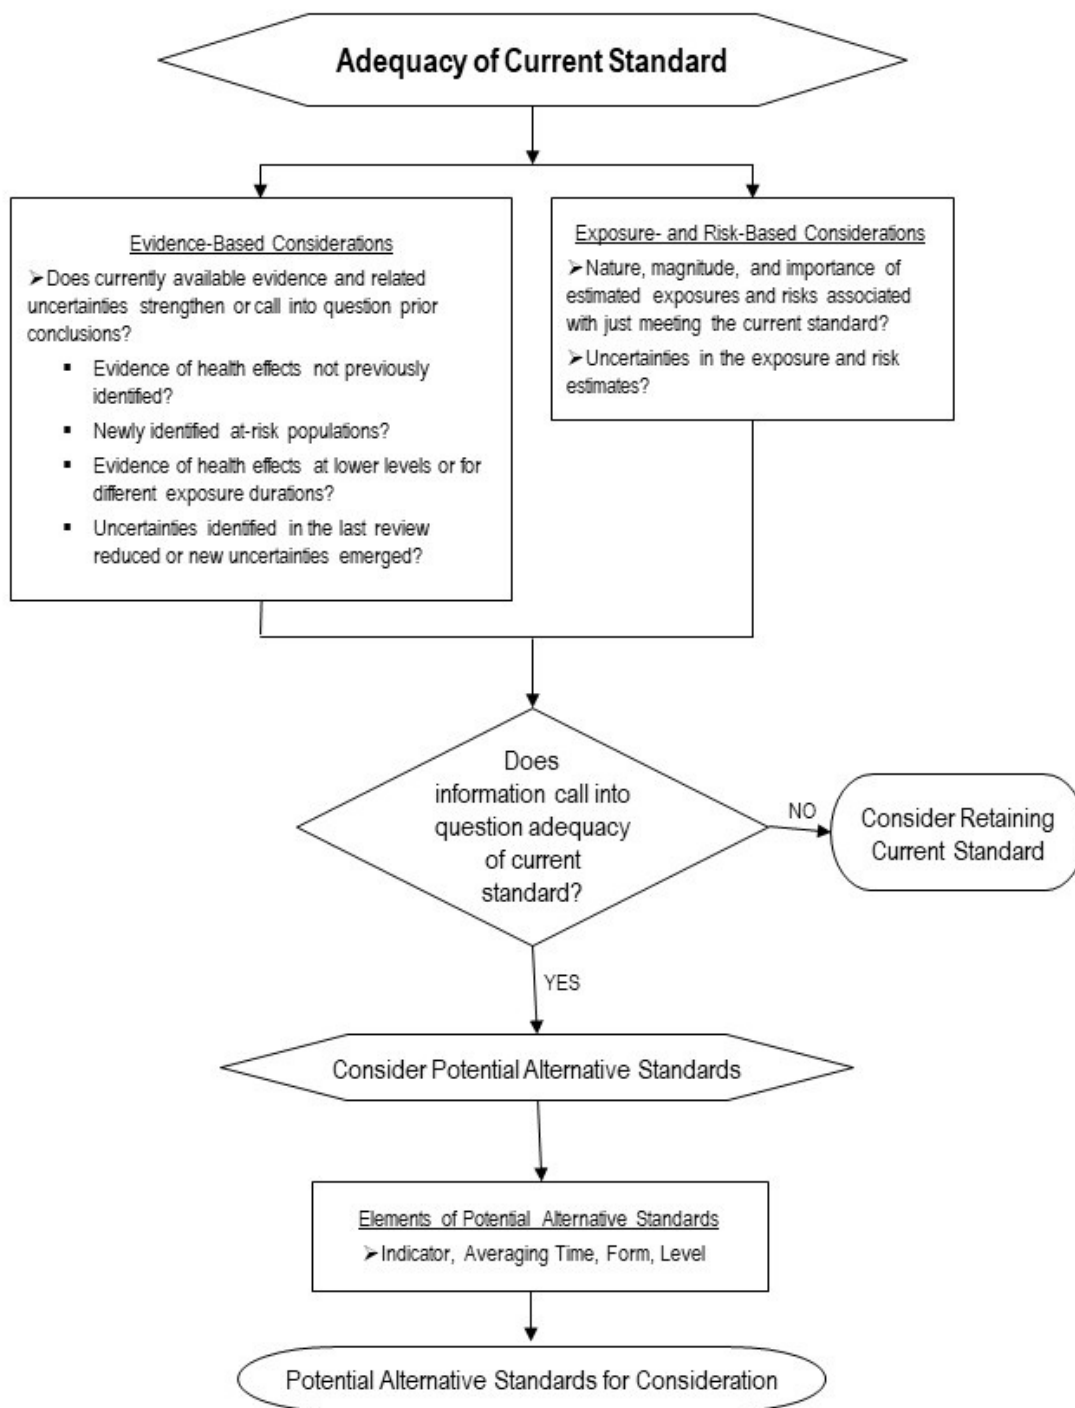 Adequacy of Current Standard
Evidence-Based Considerations
➢Does currently available evidence and related
uncertainties strengthen or call into question prior
conclusions?
▪ Evidence of health effects not previously
identified?
▪ Newly identified at-risk populations?
▪ Evidence of health effects at lower levels or for
different exposure durations?
▪ Uncertainties identified in the last review
reduced or new uncertainties emerged?
Exposure- and Risk-Based Considerations
➢Nature, magnitude, and importance of
estimated exposures and risks associated
with just meeting the current standard?
➢Uncertainties in the exposure and risk
estimates?
Does
information call into
question adequacy
of current
standard?
NO
Consider Retaining
Current Standard
YES
Consider Potential Alternative Standards
Elements of Potential Alternative Standards
➢Indicator, Averaging Time, Form, Level
Potential Alternative Standards for Consideration